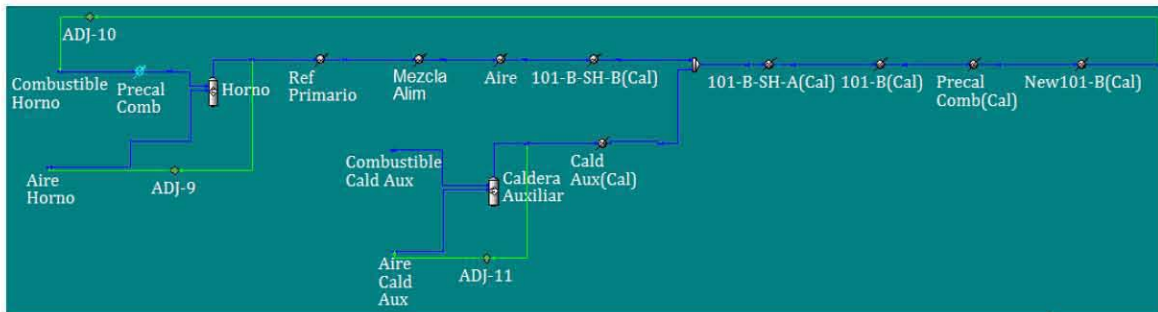 ADJ-10
Combustible
Horno
Precal
Comb
Horno
Ref
Primario
Mezcla
Alim
Aire
101-B-SH-B(Cal)
101-B-SH-A(Cal)
101-B(Cal)
Precal
Comb(Cal)
New101-B(Cal)
Aire
Horno
ADJ-9
Combustible
Cald Aux
Caldera
Auxiliar
Cald
Aux(Cal)
Aire
Cald
Aux
ADJ-11